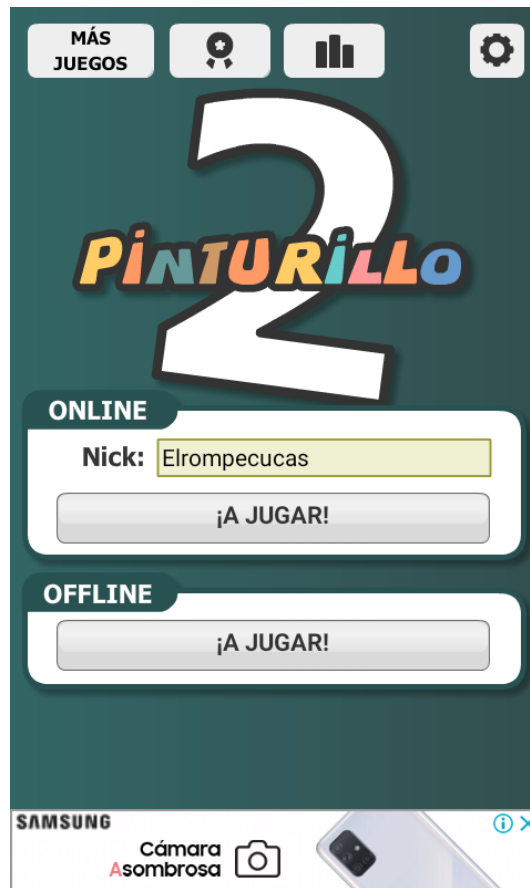 MÁS
JUEGOS
2
PINTURILLO
ONLINE
Nick: Elrompecucas
¡A JUGAR!
OFFLINE
¡A JUGAR!
SAMSUNG
Cámara
Asombrosa